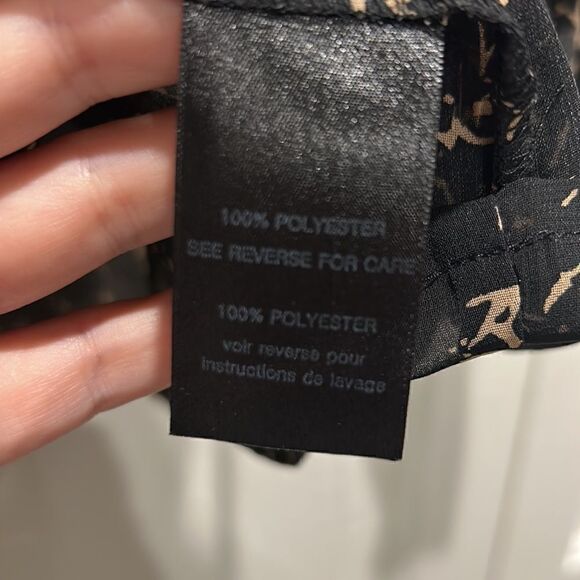 100% POLYESTER
SEE REVERSE FOR CARE
100% POLYESTER
voir reverse pour
instructions de lavage